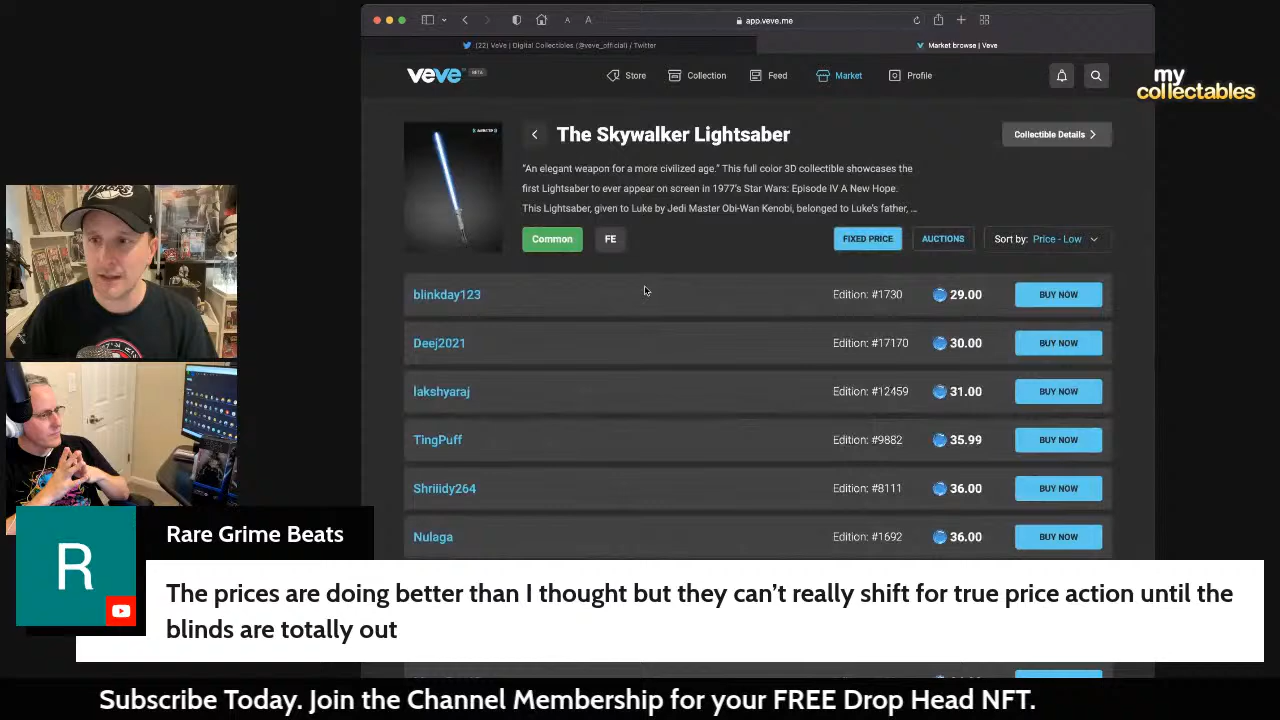 app.veve.me
(22) VeVe | Digital Collectibles (@veve_official) / Twitter
Market browse | Veve
veve BETA
Store
Collection
Feed
Market
Profile
my
collectables
The Skywalker Lightsaber
Collectible Details
"An elegant weapon for a more civilized age." This full color 3D collectible showcases the
first Lightsaber to ever appear on screen in 1977's Star Wars: Episode IV A New Hope.
This Lightsaber, given to Luke by Jedi Master Obi-Wan Kenobi, belonged to Luke's father, ...
Common
FE
FIXED PRICE
AUCTIONS
Sort by: Price - Low
blinkday123 Edition: #1730 29.00 BUY NOW
Deej2021 Edition: #17170 30.00 BUY NOW
lakshyaraj Edition: #12459 31.00 BUY NOW
TingPuff Edition: #9882 35.99 BUY NOW
Shriiidy264 Edition: #8111 36.00 BUY NOW
Nulaga Edition: #1692 36.00 BUY NOW
R
Rare Grime Beats
The prices are doing better than I thought but they can't really shift for true price action until the
blinds are totally out
Subscribe Today. Join the Channel Membership for your FREE Drop Head NFT.